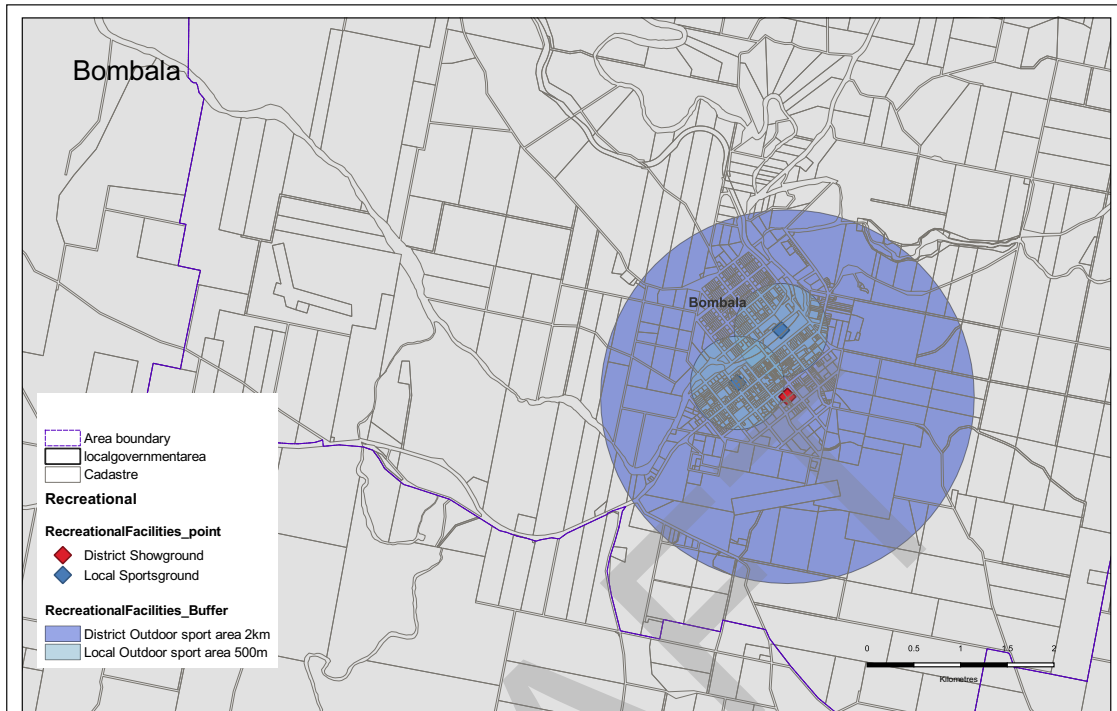 Bombala
Bombala
Area boundary
localgovernmentarea
Cadastre
Recreational
RecreationalFacilities_point
District Showground
Local Sportsground
RecreationalFacilities_Buffer
District Outdoor sport area 2km
Local Outdoor sport area 500m
0 0.5 1 1.5 2
Kilometres